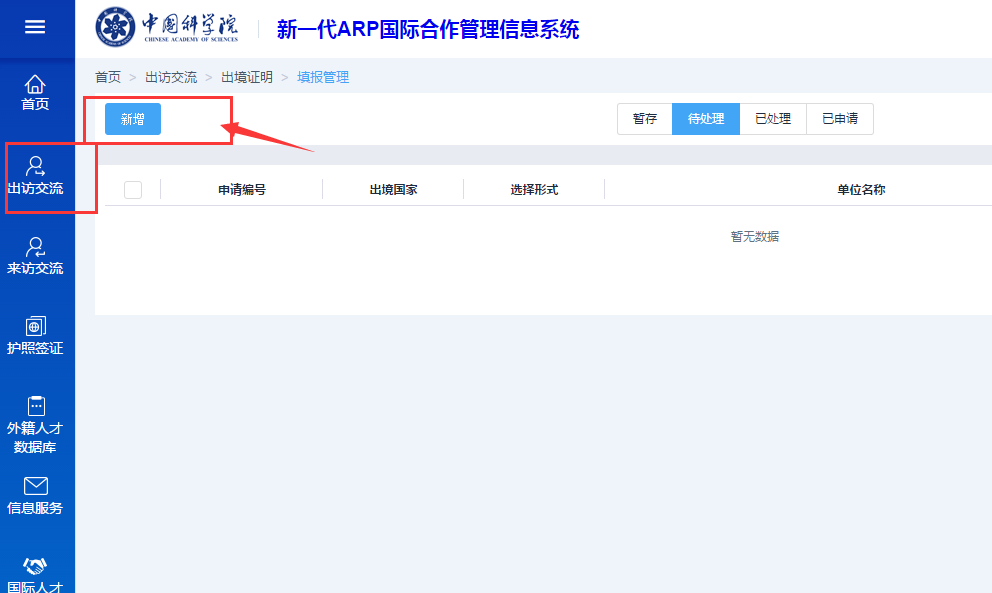 中国科学院
CHINESE ACADEMY OF SCIENCES
新一代ARP国际合作管理信息系统
首页 > 出访交流 > 出境证明 > 填报管理
首页
出访交流
来访交流
护照签证
外籍人才
数据库
信息服务
国际人才
新增
暂存 待处理 已处理 已申请
申请编号 出境国家 选择形式 单位名称
暂无数据